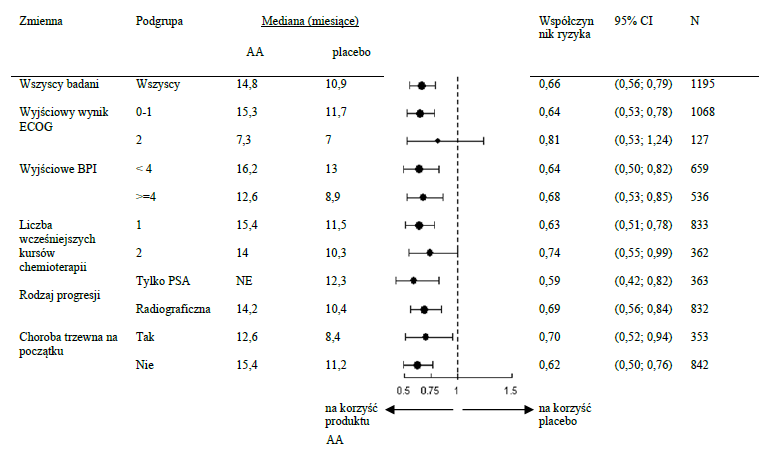 Zmienna Podgrupa Mediana (miesiące) Współczyn 95% CI N
nik ryzyka
AA placebo
Wszyscy badani Wszyscy 14,8 10,9 0,66 (0,56; 0,79) 1195
Wyjściowy wynik 0-1 15,3 11,7 0,64 (0,53; 0,78) 1068
ECOG
2 7,3 7 0,81 (0,53; 1,24) 127
Wyjściowe BPI < 4 16,2 13 0,64 (0,50; 0,82) 659
>=4 12,6 8,9 0,68 (0,53; 0,85) 536
Liczba 1 15,4 11,5 0,63 (0,51; 0,78) 833
wcześniejszych
kursów 2 14 10,3 0,74 (0,55; 0,99) 362
chemioterapii
Tylko PSA NE 12,3 0,59 (0,42; 0,82) 363
Rodzaj progresji
Radiograficzna 14,2 10,4 0,69 (0,56; 0,84) 832
Choroba trzewna na Tak 12,6 8,4 0,70 (0,52; 0,94) 353
początku
Nie 15,4 11,2 0,62 (0,50; 0,76) 842
0.5 0.75 1 1.5
na korzyść na korzyść
produktu placebo
AA